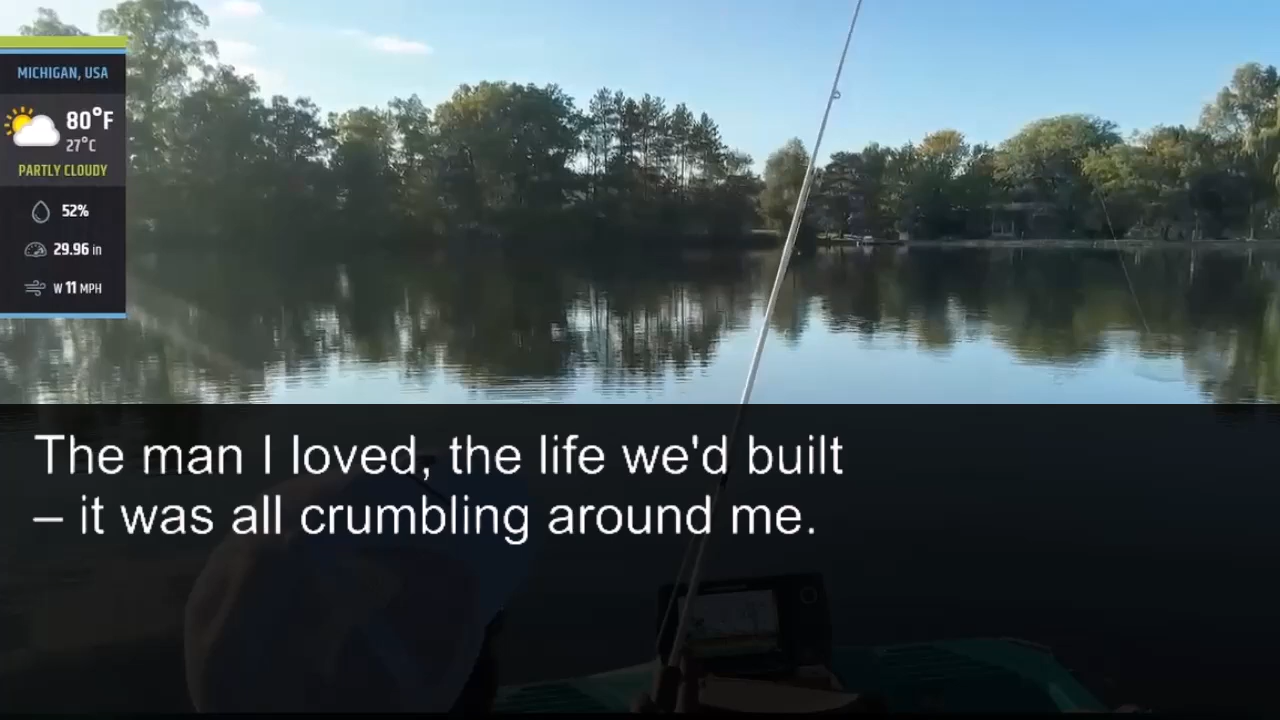 MICHIGAN, USA
80°F
27°C
PARTLY CLOUDY
52%
29.96 in
W 11 MPH
The man I loved, the life we'd built
– it was all crumbling around me.